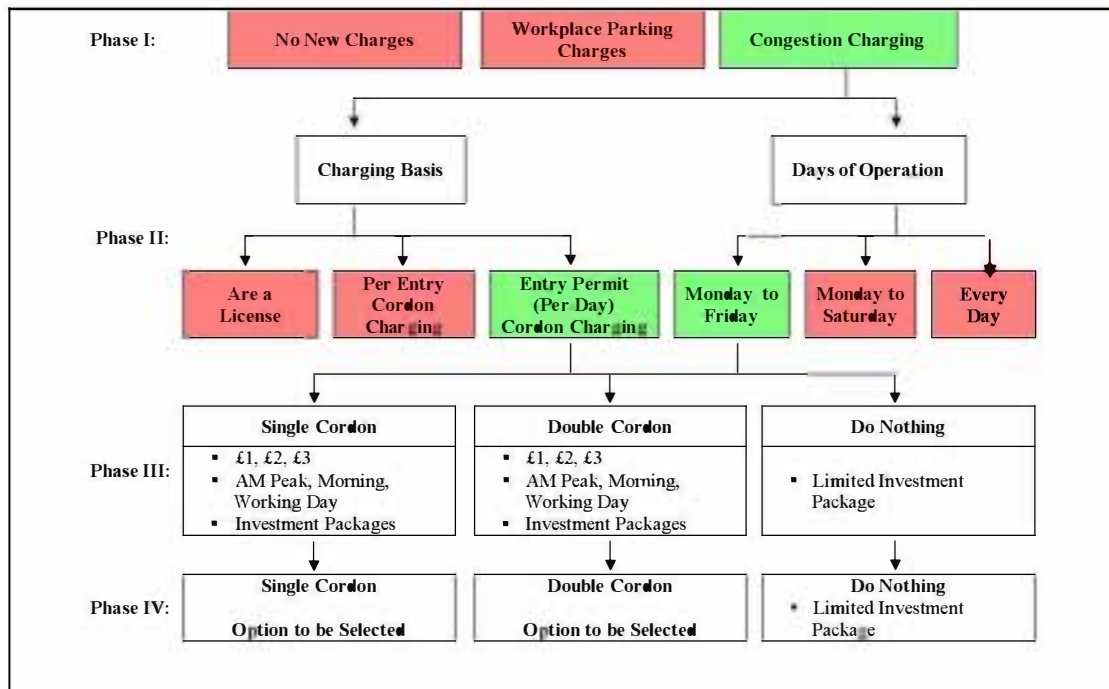 Phase I:
No New Charges
Workplace Parking
Charges
Congestion Charging
Charging Basis
Days of Operation
Phase II:
Are a
License
Per Entry
Cordon
Charging
Entry Permit
(Per Day)
Cordon Charging
Monday to
Friday
Monday to
Saturday
Every
Day
Phase III:
Single Cordon
▪ £1, £2, £3
▪ AM Peak, Morning,
Working Day
▪ Investment Packages
Double Cordon
▪ £1, £2, £3
▪ AM Peak, Morning,
Working Day
▪ Investment Packages
Do Nothing
▪ Limited Investment
Package
Phase IV:
Single Cordon
Option to be Selected
Double Cordon
Option to be Selected
Do Nothing
▪ Limited Investment
Package